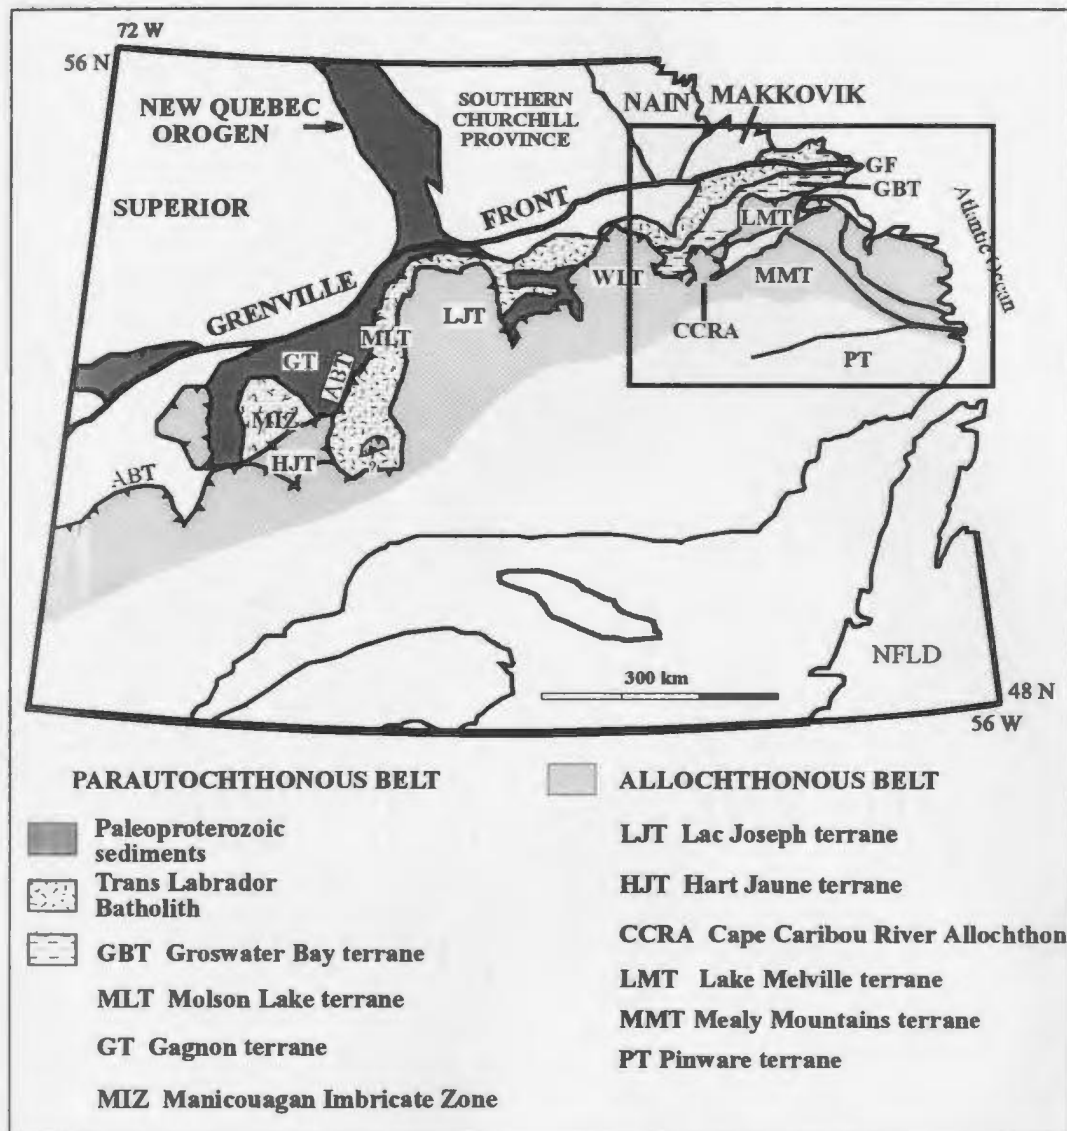 72 W
56 N
NEW QUEBEC
OROGEN
SOUTHERN
CHURCHILL
PROVINCE
NAIN
MAKKOVIK
SUPERIOR
GF
GBT
FRONT
LMT
Atlantic Ocean
WLT
MMT
GRENVILLE
LJT
CCRA
MLT
GT
ABT
PT
MIZ
HJT
?
ABT
NFLD
300 km
48 N
56 W
PARAUTOCHTHONOUS BELT
Paleoproterozoic
sediments
Trans Labrador
Batholith
GBT Groswater Bay terrane
MLT Molson Lake terrane
GT Gagnon terrane
MIZ Manicouagan Imbricate Zone
ALLOCHTHONOUS BELT
LJT Lac Joseph terrane
HJT Hart Jaune terrane
CCRA Cape Caribou River Allochthon
LMT Lake Melville terrane
MMT Mealy Mountains terrane
PT Pinware terrane